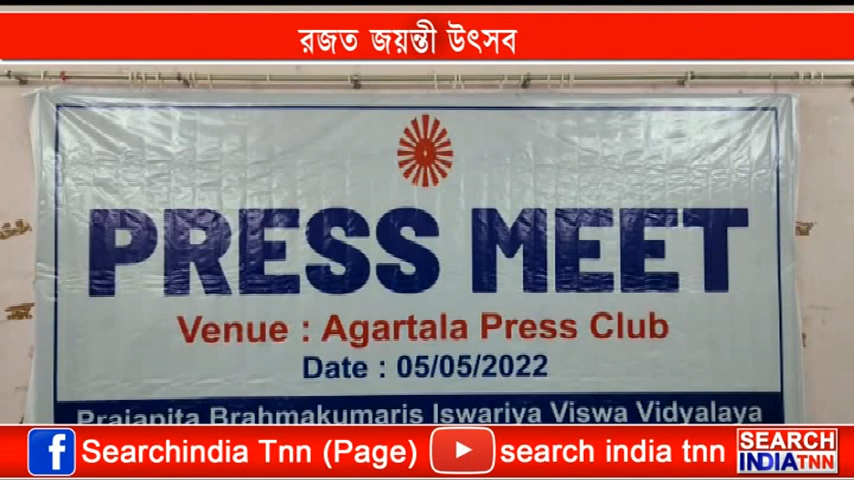 রজত জয়ন্তী উৎসব
PRESS MEET
Venue : Agartala Press Club
Date : 05/05/2022
Prajapita Brahmakumaris Iswariya Viswa Vidyalaya
f Searchindia Tnn (Page) search india tnn
SEARCH
INDIATNN